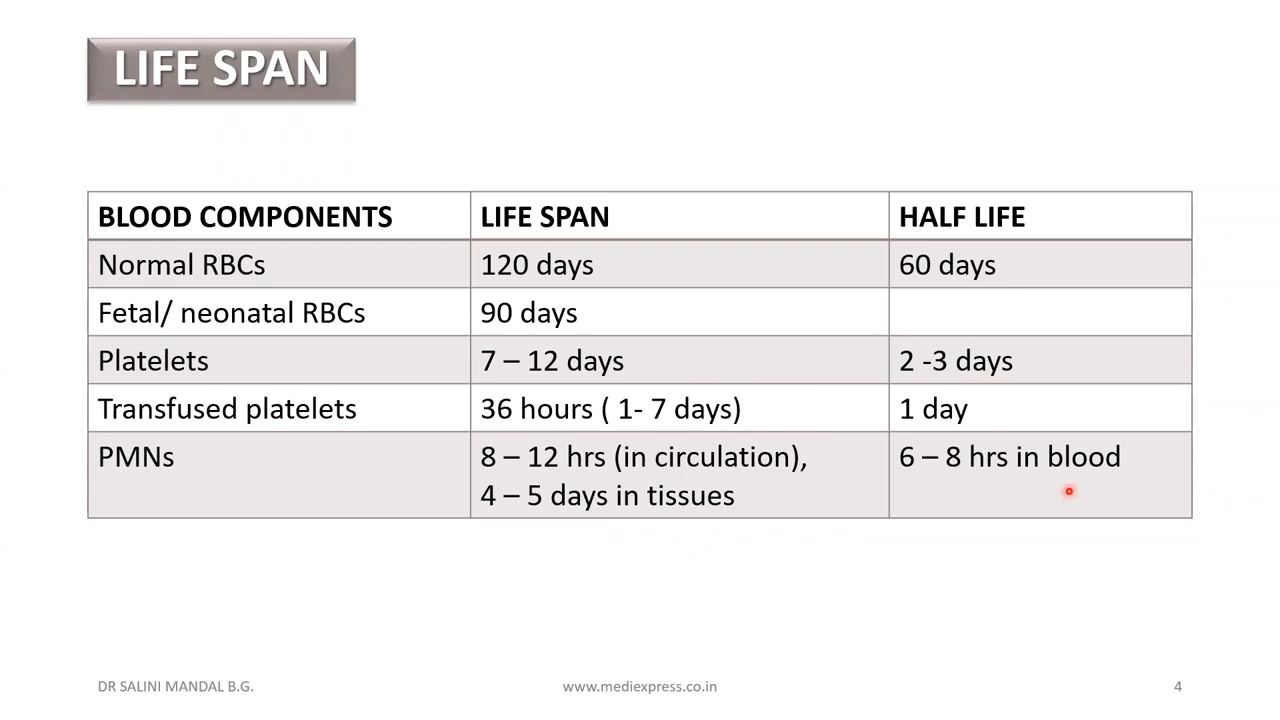 LIFE SPAN
BLOOD COMPONENTS LIFE SPAN HALF LIFE
Normal RBCs 120 days 60 days
Fetal/ neonatal RBCs 90 days
Platelets 7 – 12 days 2 -3 days
Transfused platelets 36 hours ( 1- 7 days) 1 day
PMNs 8 – 12 hrs (in circulation), 6 – 8 hrs in blood
4 – 5 days in tissues
DR SALINI MANDAL B.G. www.mediexpress.co.in 4